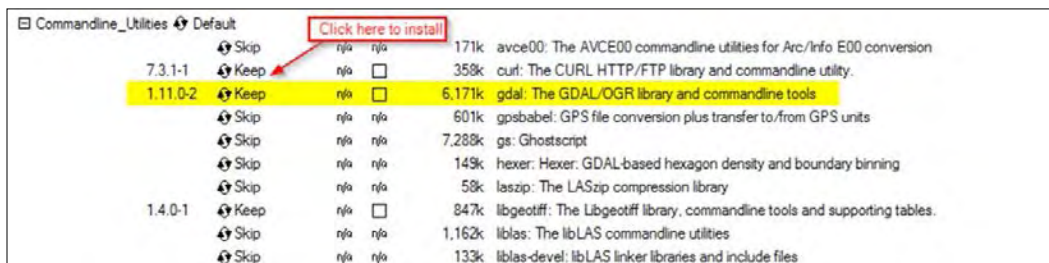 Commandline_Utilities Default
Click here to install
Skip n/a n/a 171k avce00: The AVCE00 commandline utilities for Arc/Info E00 conversion
7.3.1-1 Keep n/a 358k curl: The CURL HTTP/FTP library and commandline utility.
1.11.0-2 Keep n/a 6,171k gdal: The GDAL/OGR library and commandline tools
Skip n/a n/a 601k gpsbabel: GPS file conversion plus transfer to/from GPS units
Skip n/a n/a 7,288k gs: Ghostscript
Skip n/a n/a 149k hexer: Hexer: GDAL-based hexagon density and boundary binning
Skip n/a n/a 58k laszip: The LASzip compression library
1.4.0-1 Keep n/a 847k libgeotiff: The Libgeotiff library, commandline tools and supporting tables.
Skip n/a n/a 1,162k liblas: The libLAS commandline utilities
Skip n/a n/a 133k liblas-devel: libLAS linker libraries and include files